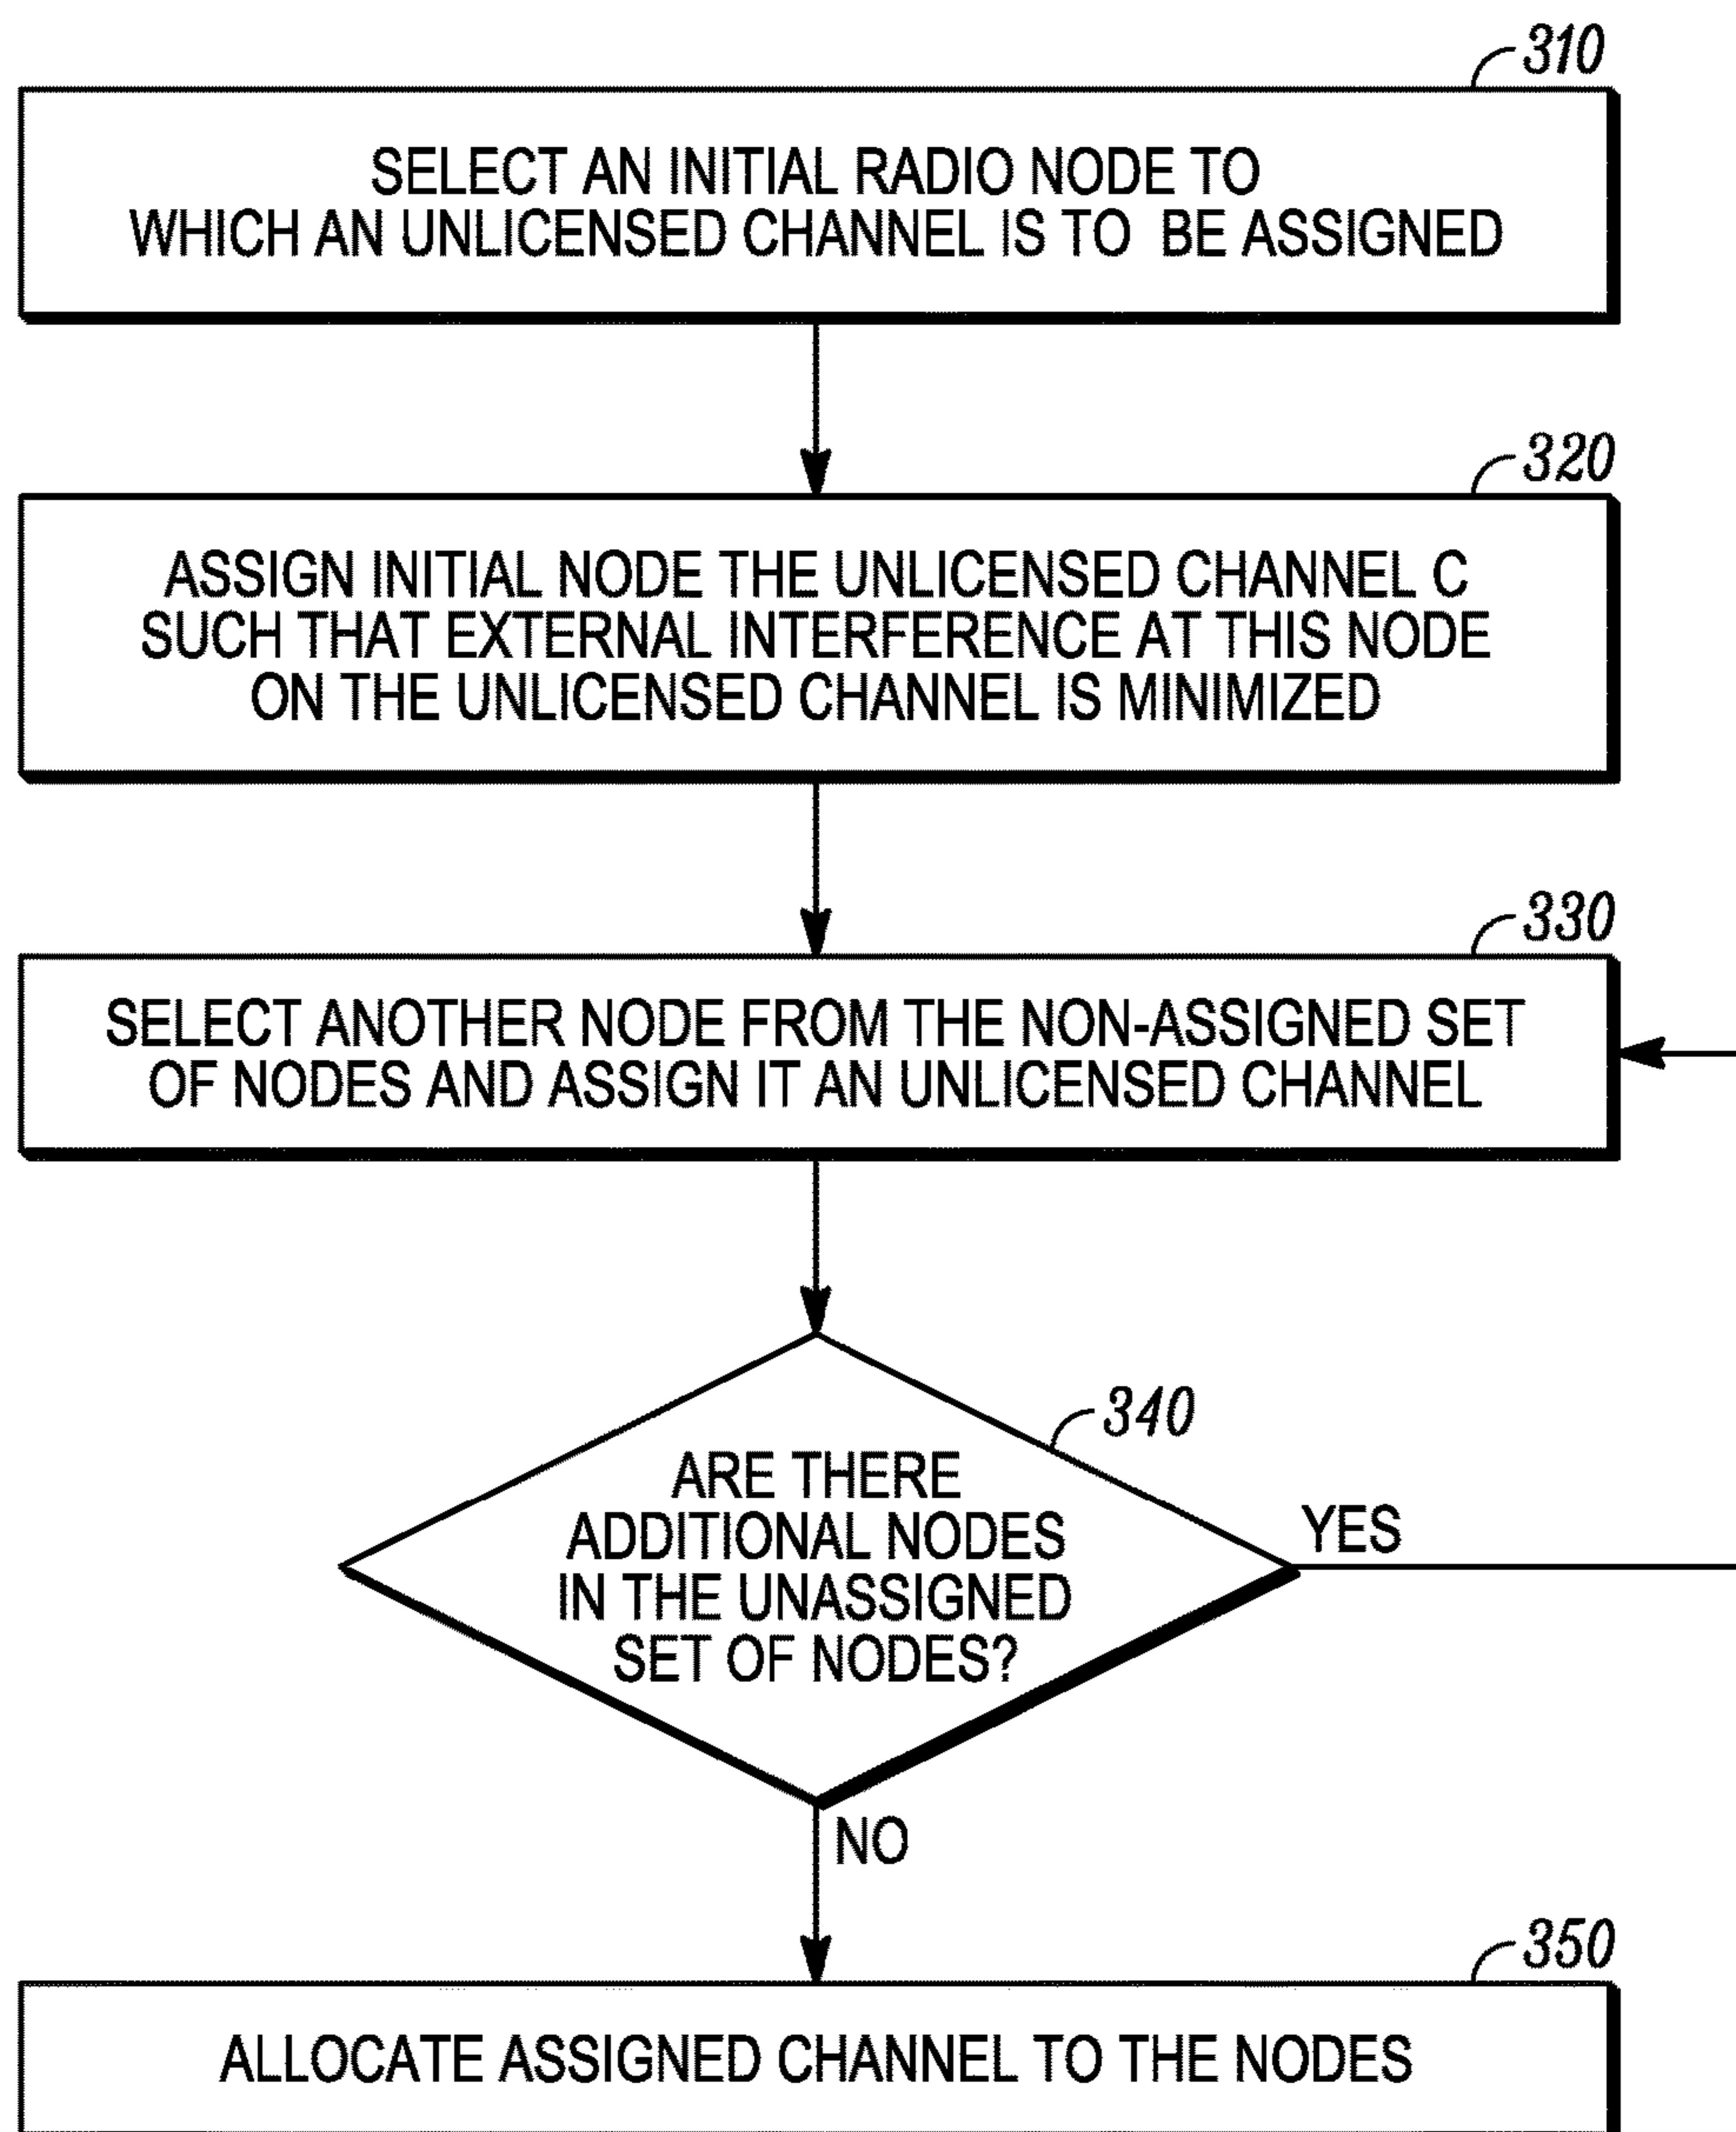 310
SELECT AN INITIAL RADIO NODE TO
WHICH AN UNLICENSED CHANNEL IS TO BE ASSIGNED
320
ASSIGN INITIAL NODE THE UNLICENSED CHANNEL C
SUCH THAT EXTERNAL INTERFERENCE AT THIS NODE
ON THE UNLICENSED CHANNEL IS MINIMIZED
330
SELECT ANOTHER NODE FROM THE NON-ASSIGNED SET
OF NODES AND ASSIGN IT AN UNLICENSED CHANNEL
340
ARE THERE
ADDITIONAL NODES
IN THE UNASSIGNED
SET OF NODES?
YES
NO
350
ALLOCATE ASSIGNED CHANNEL TO THE NODES